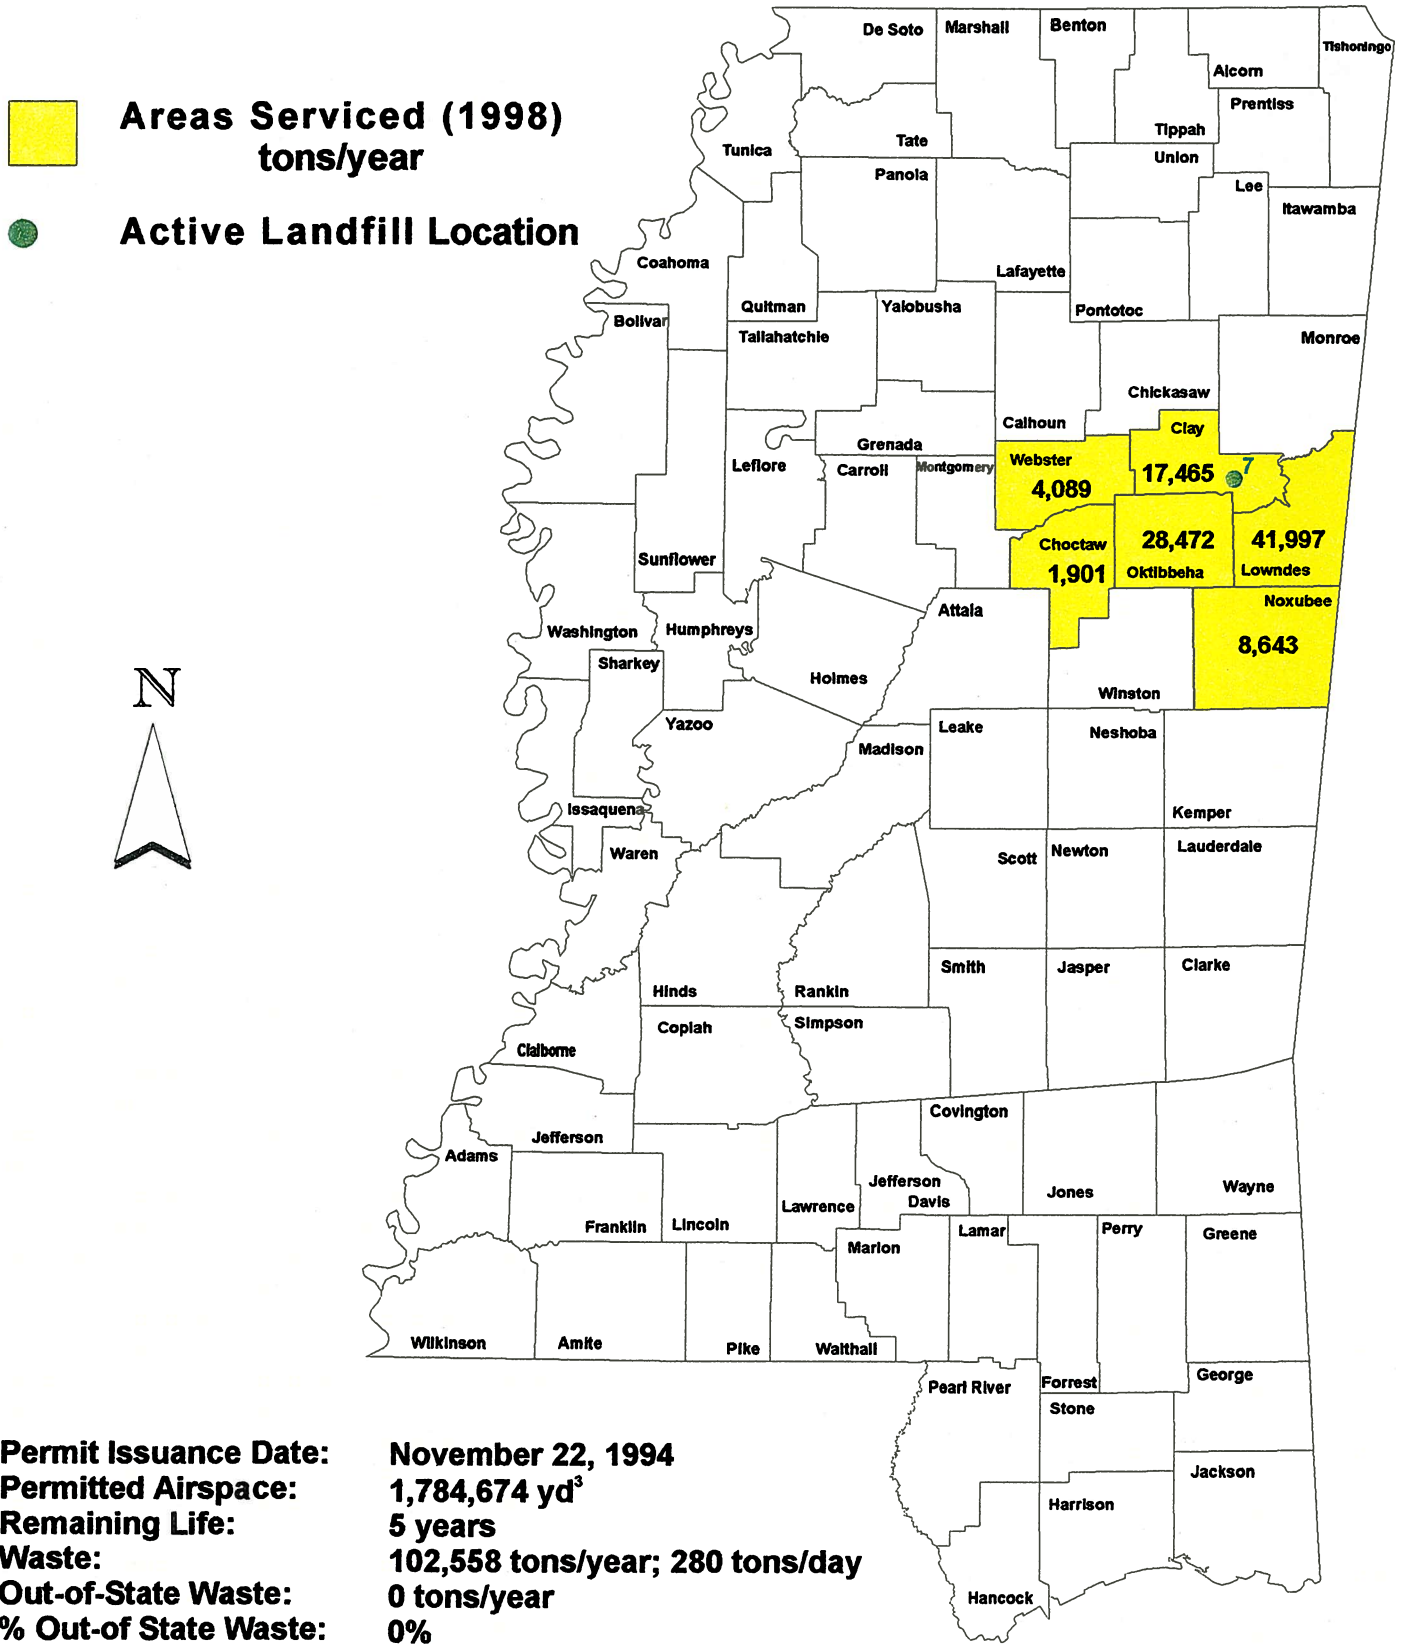 De Soto
Marshall
Benton
Tishomingo
Alcorn
Areas Serviced (1998)
tons/year
Prentiss
Tippah
Tate
Tunica
Union
Panola
Lee
Itawamba
Active Landfill Location
Coahoma
Lafayette
Quitman
Yalobusha
Pontotoc
Bolivar
Tallahatchie
Monroe
Chickasaw
Calhoun
Clay
Grenada
Webster
Leflore
Carroll
Montgomery
17,465
7
4,089
Choctaw
28,472
41,997
Sunflower
1,901
Oktibbeha
Lowndes
Noxubee
Attala
Washington
Humphreys
8,643
Sharkey
Holmes
N
Winston
Yazoo
Leake
Neshoba
Madison
Issaquena
Kemper
Waren
Scott
Newton
Lauderdale
Smith
Jasper
Clarke
Hinds
Rankin
Copiah
Simpson
Claiborne
Covington
Jefferson
Adams
Jefferson
Davis
Jones
Wayne
Lawrence
Franklin
Lincoln
Marion
Lamar
Perry
Greene
Wilkinson
Amite
Pike
Walthall
Pearl River
Forrest
George
Stone
Jackson
Harrison
Hancock
Permit Issuance Date: November 22, 1994
Permitted Airspace: 1,784,674 yd³
Remaining Life: 5 years
Waste: 102,558 tons/year; 280 tons/day
Out-of-State Waste: 0 tons/year
% Out-of State Waste: 0%